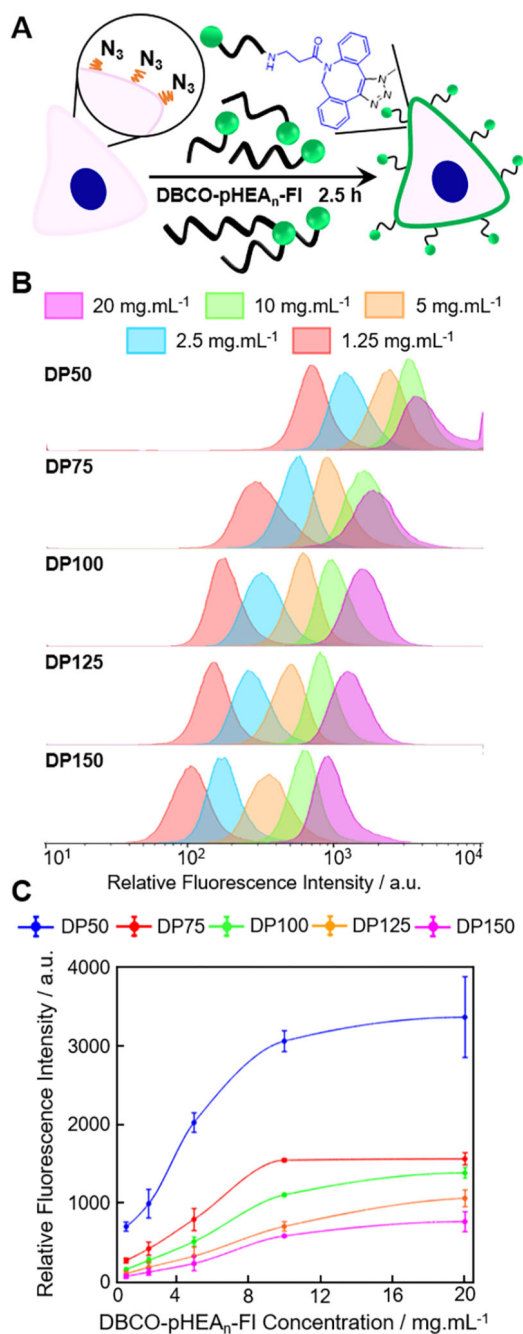 A
N₃
N₃
N₃
O
N
H
N
N
N
N
DBCO-pHEAₙ-Fl 2.5 h
B
20 mg.mL⁻¹ 10 mg.mL⁻¹ 5 mg.mL⁻¹
2.5 mg.mL⁻¹ 1.25 mg.mL⁻¹
DP50
DP75
DP100
DP125
DP150
10¹ 10² 10³ 10⁴
Relative Fluorescence Intensity / a.u.
C
DP50 DP75 DP100 DP125 DP150
Relative Fluorescence Intensity / a.u.
4000
3000
2000
1000
0
0 4 8 12 16 20
DBCO-pHEAₙ-Fl Concentration / mg.mL⁻¹